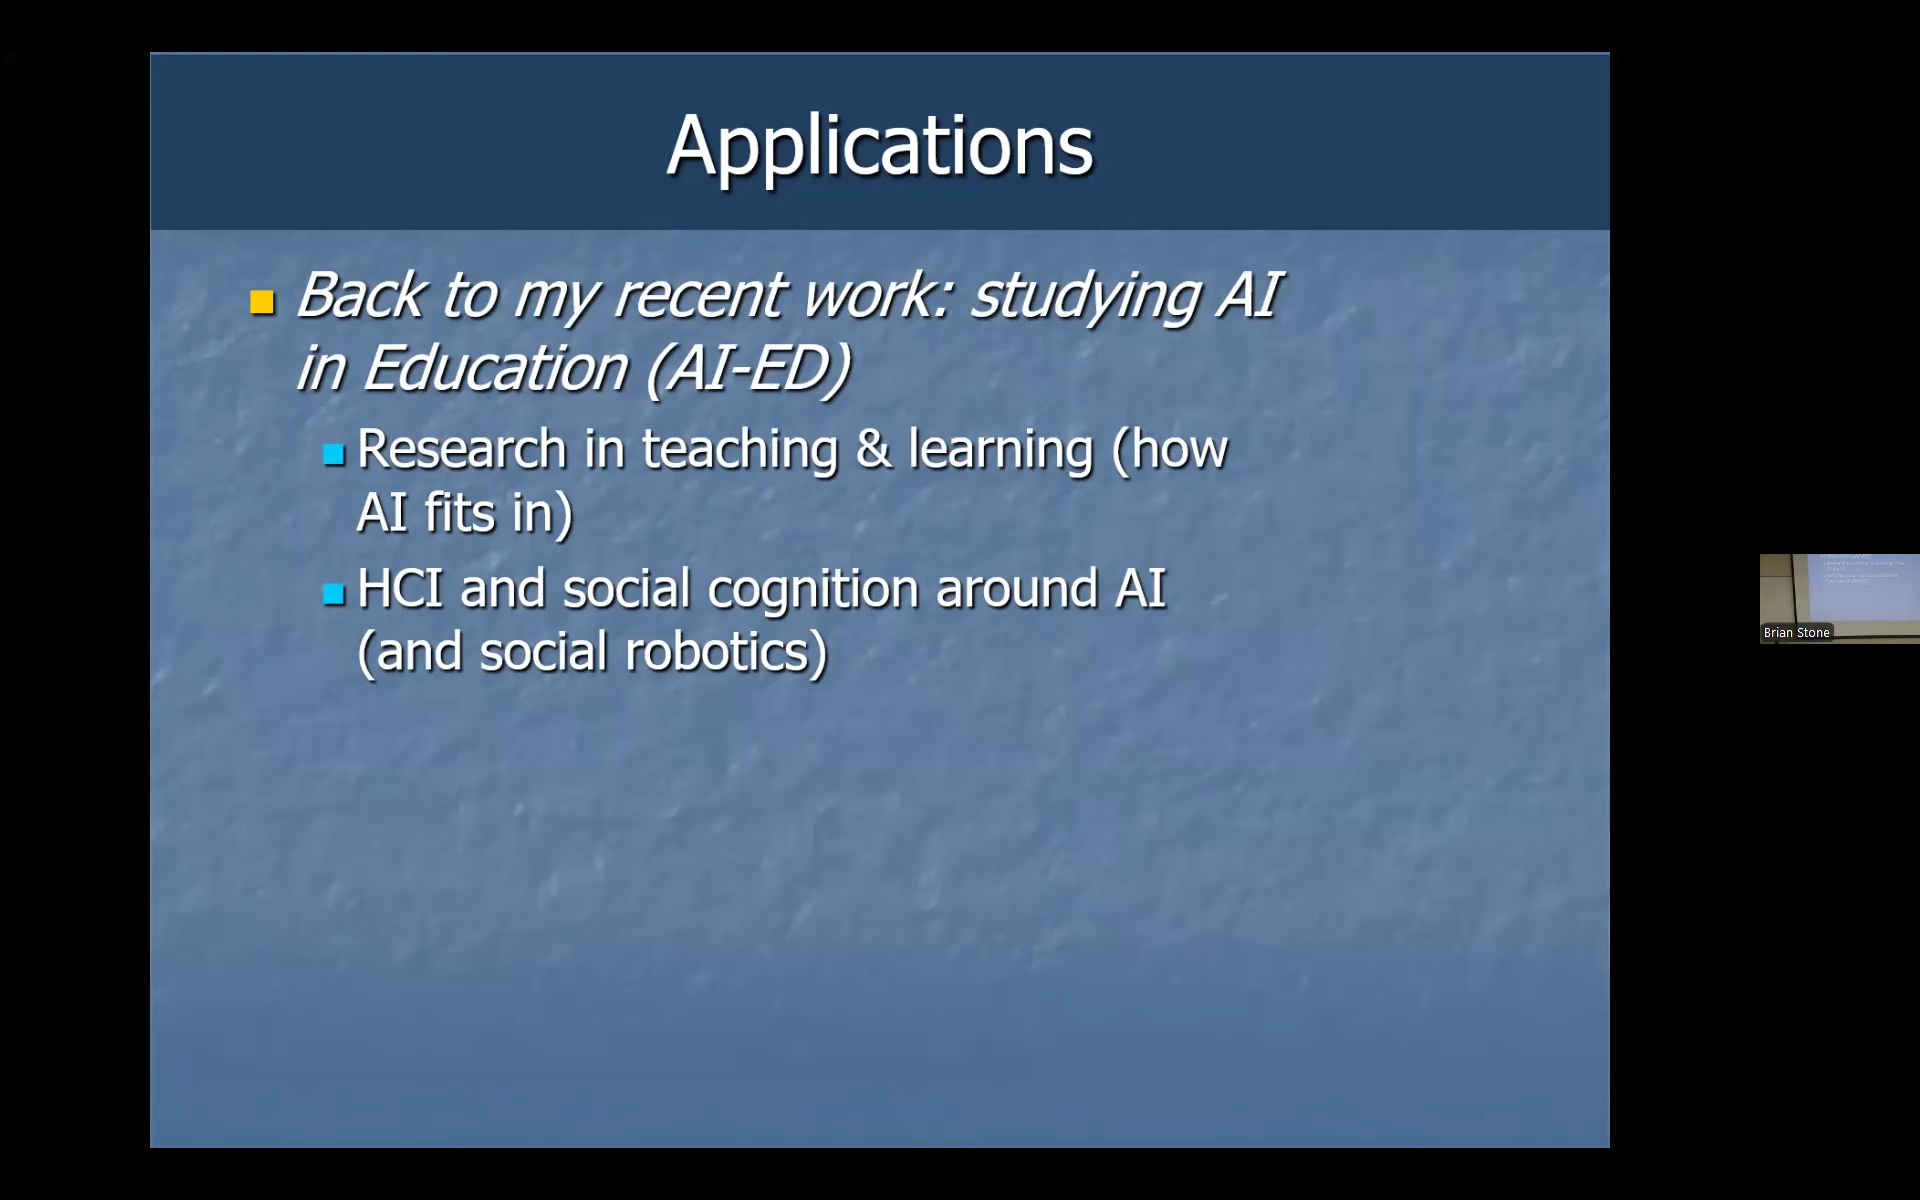 Applications
Back to my recent work: studying AI
in Education (AI-ED)
Research in teaching & learning (how
AI fits in)
HCI and social cognition around AI
(and social robotics)
Brian Stone